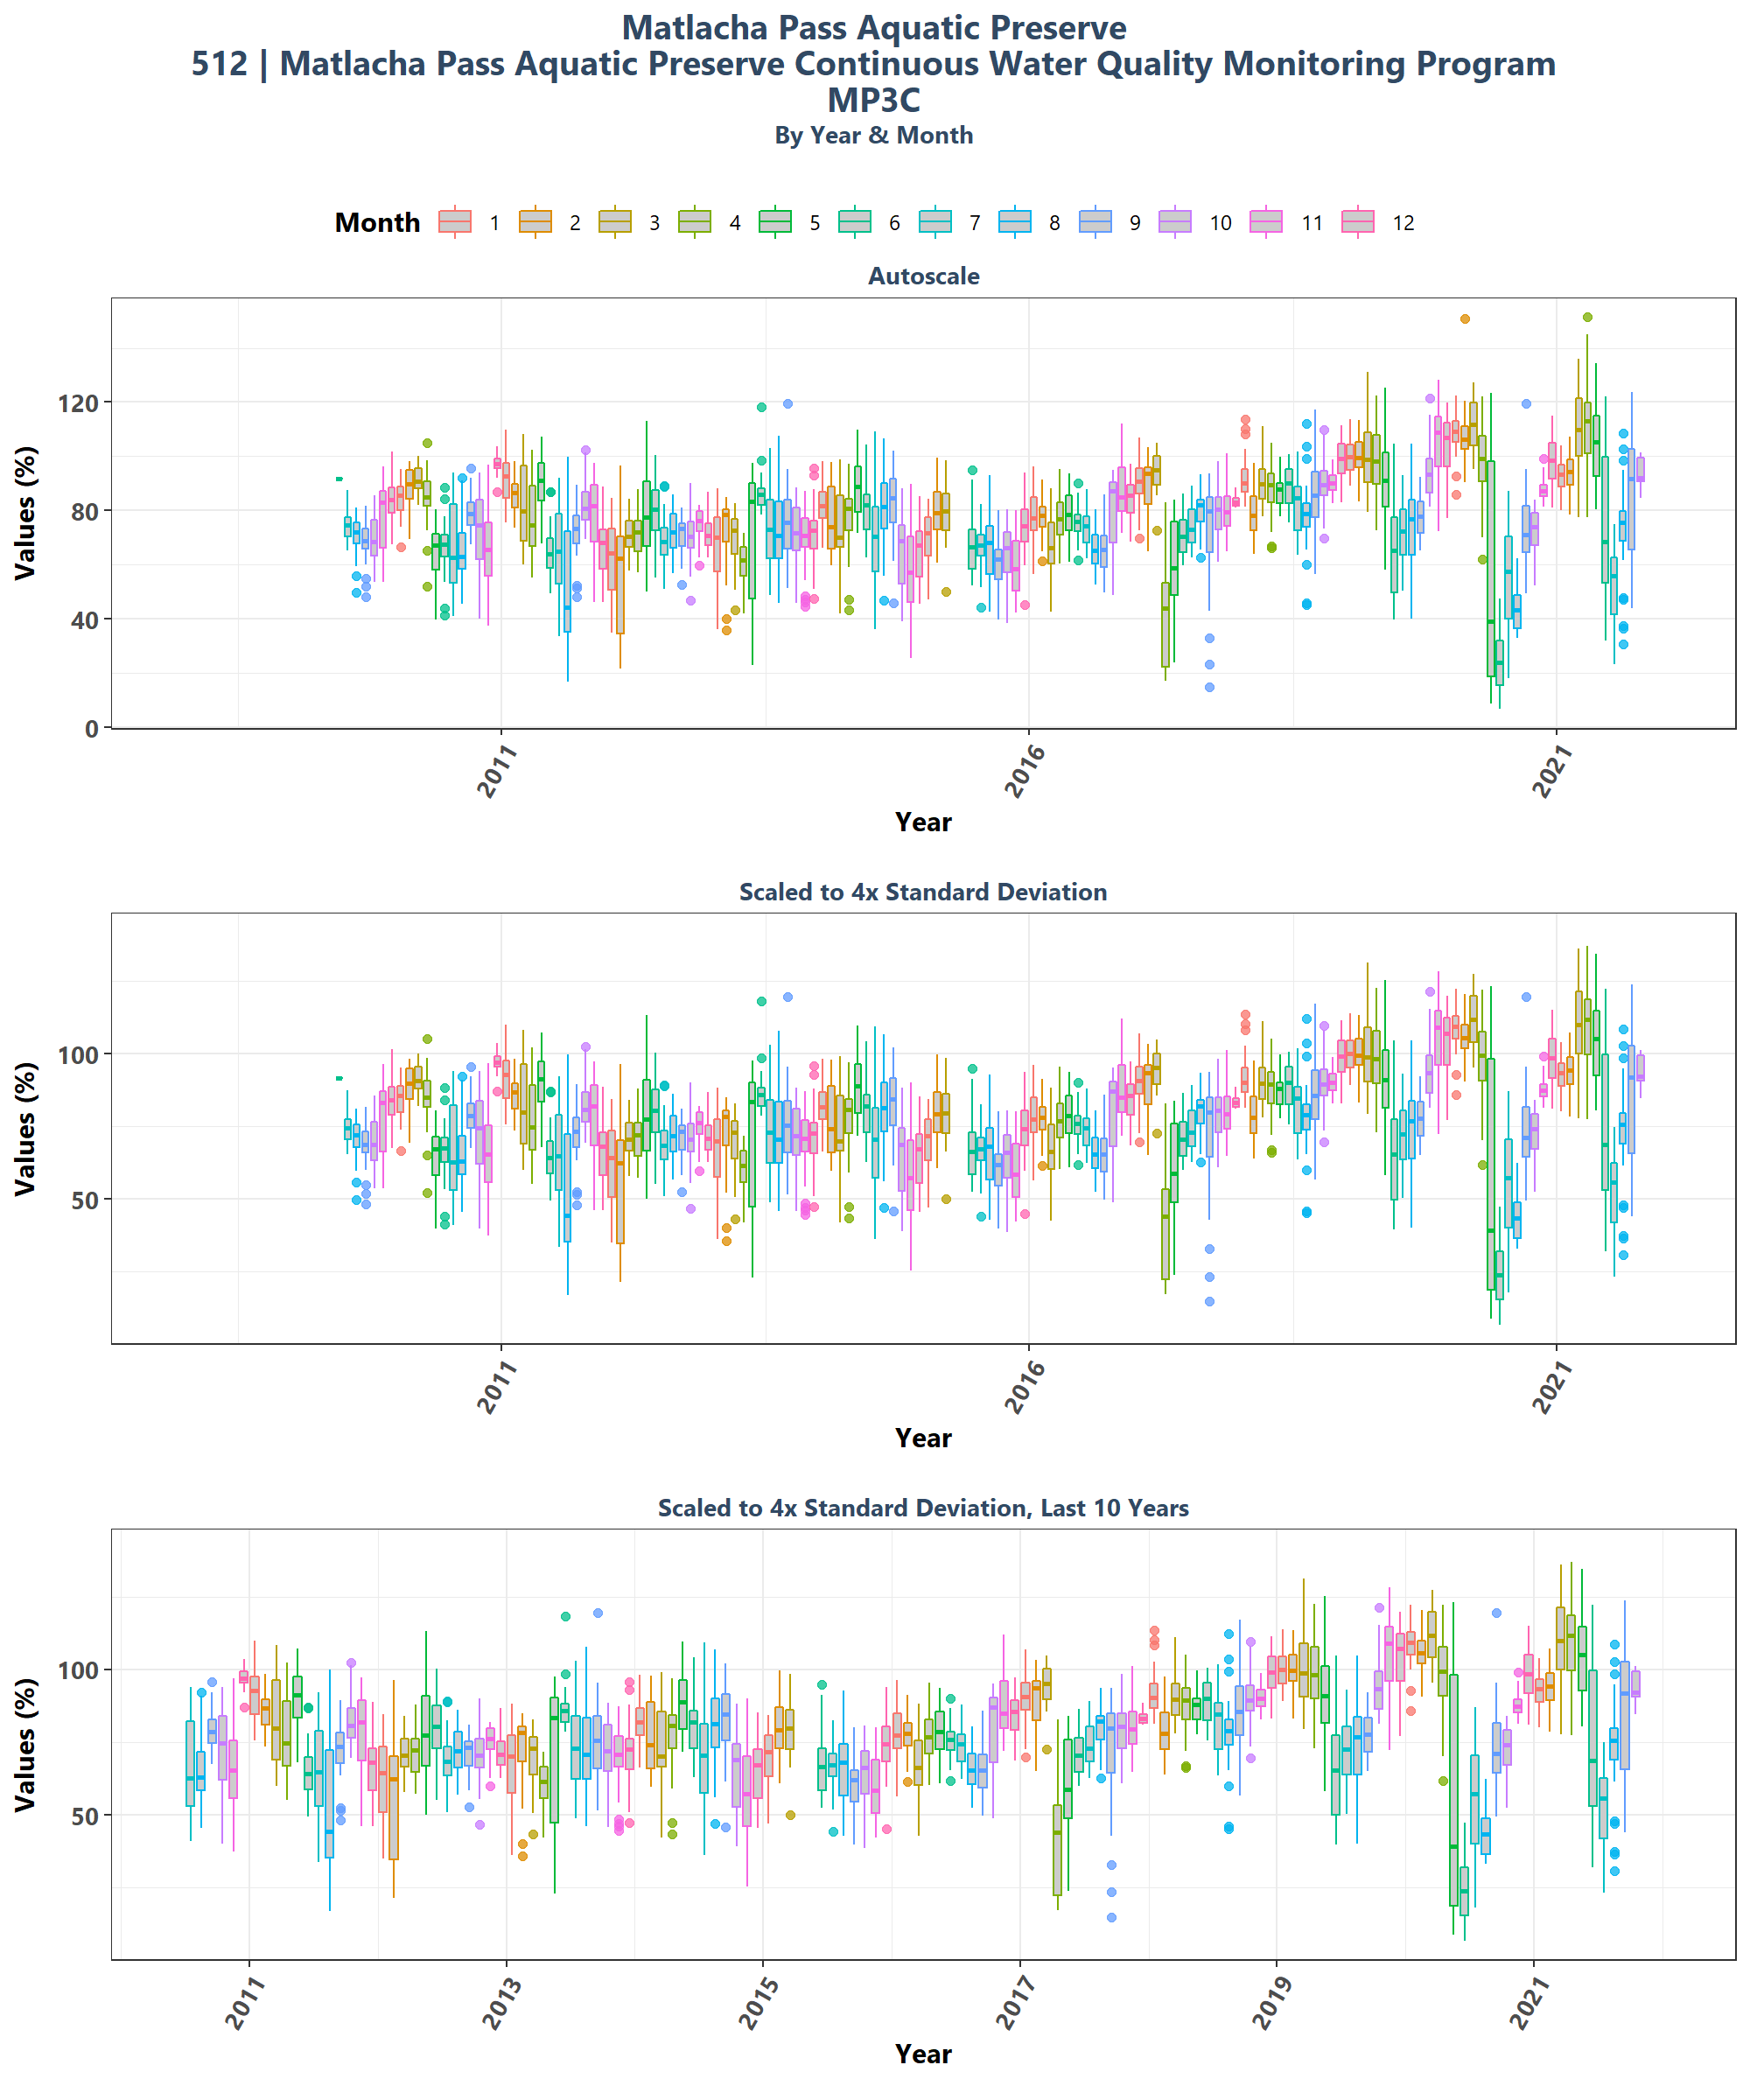 Matlacha Pass Aquatic Preserve
512 | Matlacha Pass Aquatic Preserve Continuous Water Quality Monitoring Program
MP3C
By Year & Month
Month 1 2 3 4 5 6 7 8 9 10 11 12
Autoscale
Values (%)
120
80
40
0
2011 2016 2021
Year
Scaled to 4x Standard Deviation
Values (%)
100
50
2011 2016 2021
Year
Scaled to 4x Standard Deviation, Last 10 Years
Values (%)
100
50
2011 2013 2015 2017 2019 2021
Year